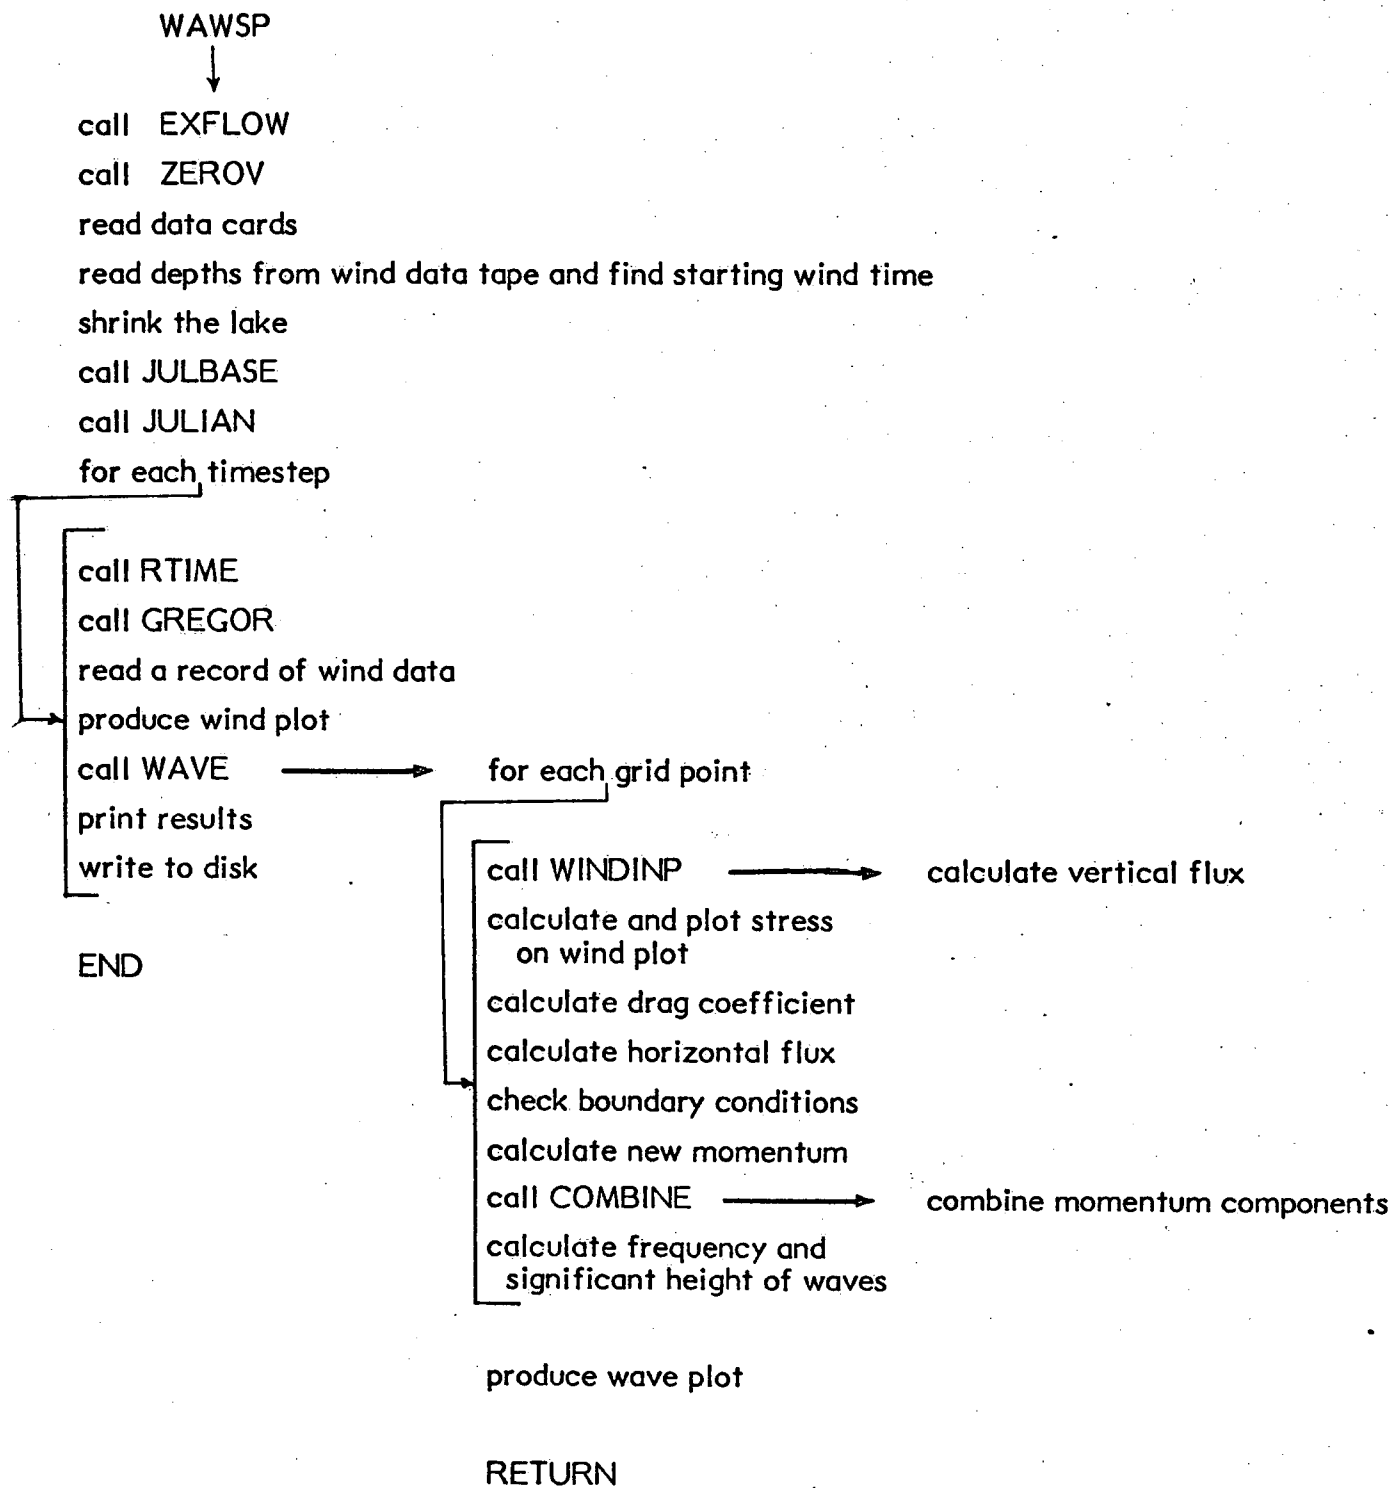 WAWSP
call EXFLOW
call ZEROV
read data cards
read depths from wind data tape and find starting wind time
shrink the lake
call JULBASE
call JULIAN
for each timestep
call RTIME
call GREGOR
read a record of wind data
produce wind plot
call WAVE
print results
write to disk
END
for each grid point
call WINDINP
calculate and plot stress
on wind plot
calculate drag coefficient
calculate horizontal flux
check boundary conditions
calculate new momentum
call COMBINE
calculate frequency and
significant height of waves
produce wave plot
RETURN
calculate vertical flux
combine momentum components